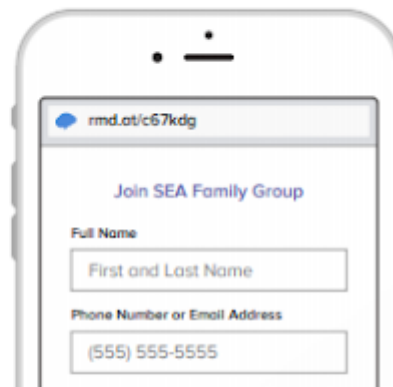 rmd.at/c67kdg
Join SEA Family Group
Full Name
First and Last Name
Phone Number or Email Address
(555) 555-5555